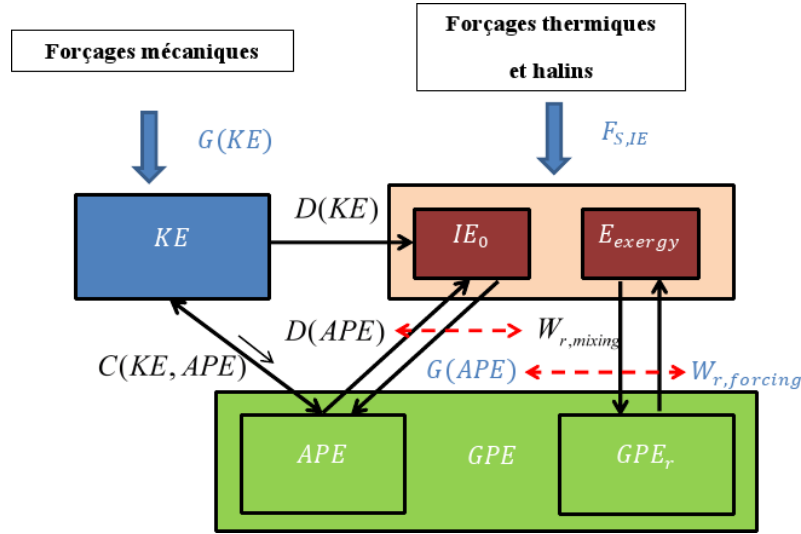 Forçages mécaniques
Forçages thermiques
et halins
G(KE)
F_{S,IE}
D(KE)
KE
IE_0
E_{exergy}
D(APE)
W_{r,mixing}
C(KE, APE)
G(APE)
W_{r,forcing}
APE
GPE
GPE_r